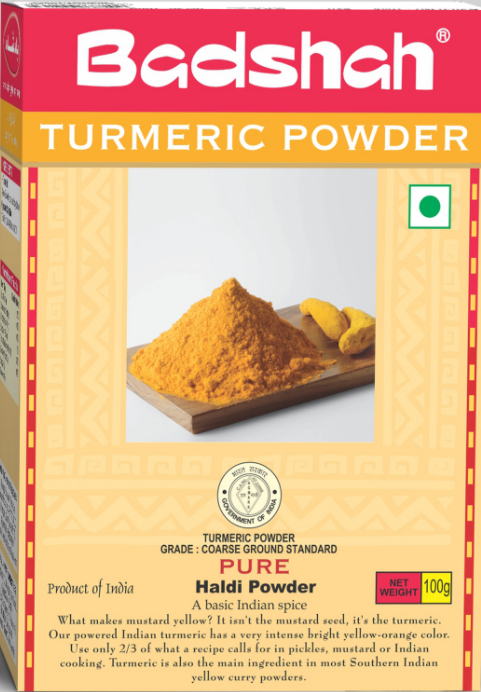 Badshah®
TURMERIC POWDER
GOVERNMENT OF INDIA
TURMERIC POWDER
GRADE : COARSE GROUND STANDARD
PURE
Product of India
Haldi Powder
NET
WEIGHT 100g
A basic Indian spice
What makes mustard yellow? It isn't the mustard seed, it's the turmeric.
Our powered Indian turmeric has a very intense bright yellow-orange color.
Use only 2/3 of what a recipe calls for in pickles, mustard or Indian
cooking. Turmeric is also the main ingredient in most Southern Indian
yellow curry powders.